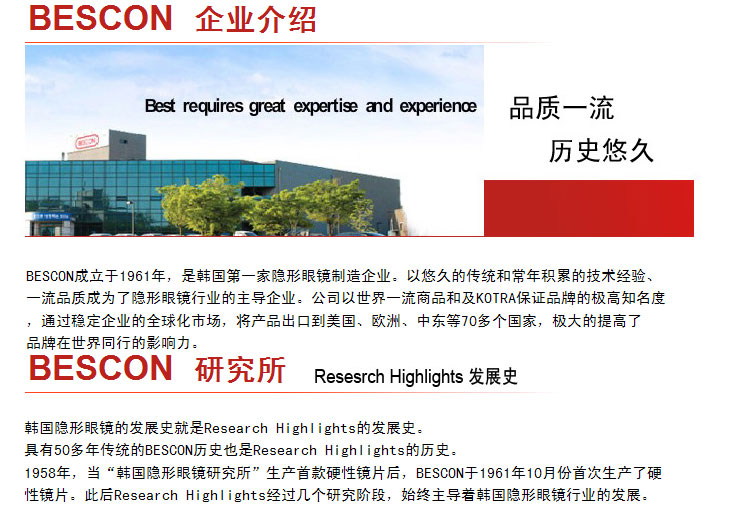 BESCON 企业介绍
Best requires great expertise and experience
品质一流
历史悠久
BESCON
BESCON成立于1961年，是韩国第一家隐形眼镜制造企业。以悠久的传统和常年积累的技术经验、
一流品质成为了隐形眼镜行业的主导企业。公司以世界一流商品和及KOTRA保证品牌的极高知名度
，通过稳定企业的全球化市场，将产品出口到美国、欧洲、中东等70多个国家，极大的提高了
品牌在世界同行的影响力。
BESCON 研究所 Resesrch Highlights 发展史
韩国隐形眼镜的发展史就是Research Highlights的发展史。
具有50多年传统的BESCON历史也是Research Highlights的历史。
1958年，当“韩国隐形眼镜研究所”生产首款硬性镜片后，BESCON于1961年10月份首次生产了硬
性镜片。此后Research Highlights经过几个研究阶段，始终主导着韩国隐形眼镜行业的发展。